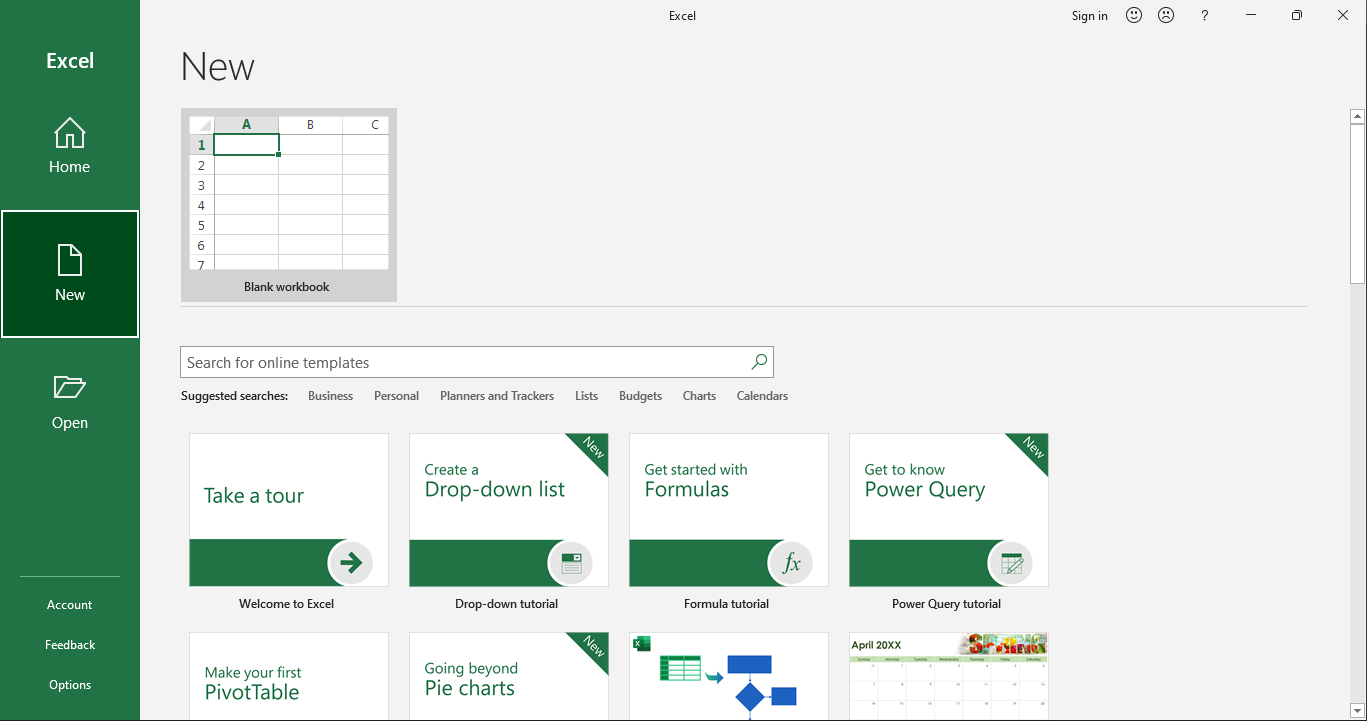 Excel
Sign in
?
Excel
Home
New
Open
Account
Feedback
Options
New
A B C
1
2
3
4
5
6
7
Blank workbook
Search for online templates
Suggested searches: Business Personal Planners and Trackers Lists Budgets Charts Calendars
Take a tour
Welcome to Excel
New
Create a
Drop-down list
Drop-down tutorial
Get started with
Formulas
fx
Formula tutorial
New
Get to know
Power Query
Power Query tutorial
Make your first
PivotTable
New
Going beyond
Pie charts
X
April 20XX